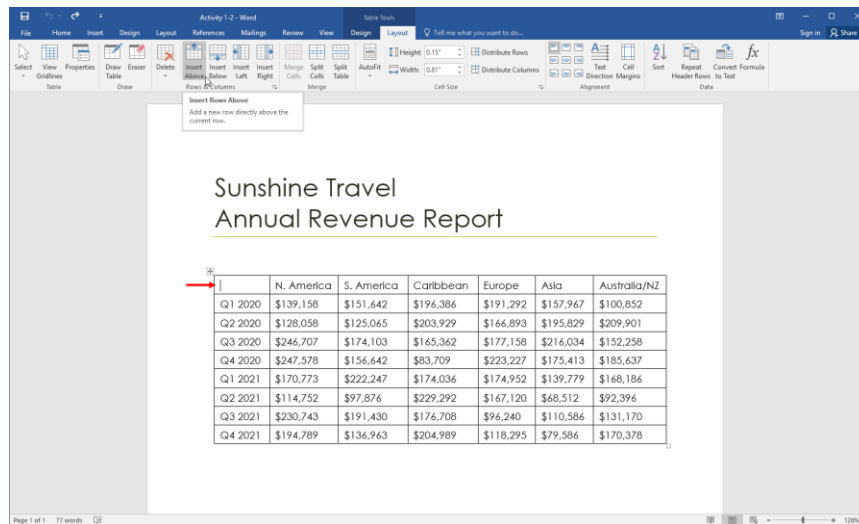 Activity 1-2 - Word
Table Tools
File Home Insert Design Layout References Mailings Review View Design Layout Tell me what you want to do... Sign in Share
Select View Gridlines Properties Draw Table Eraser Delete Insert Above Insert Below Insert Left Insert Right Merge Cells Split Cells Split Table AutoFit Height: 0.15" Width: 0.81" Distribute Rows Distribute Columns Text Direction Cell Margins Sort Repeat Header Rows Convert to Text Formula
Table Draw Rows & Columns Merge Cell Size Alignment Data
Insert Rows Above
Add a new row directly above the
current row.
Sunshine Travel
Annual Revenue Report
N. America S. America Caribbean Europe Asia Australia/NZ
Q1 2020 $139,158 $151,642 $196,386 $191,292 $157,967 $100,852
Q2 2020 $128,058 $125,065 $203,929 $166,893 $195,829 $209,901
Q3 2020 $246,707 $174,103 $165,362 $177,158 $216,034 $152,258
Q4 2020 $247,578 $156,642 $83,709 $223,227 $175,413 $185,637
Q1 2021 $170,773 $222,247 $174,036 $174,952 $139,779 $168,186
Q2 2021 $114,752 $97,876 $229,292 $167,120 $68,512 $92,396
Q3 2021 $230,743 $191,430 $176,708 $96,240 $110,586 $131,170
Q4 2021 $194,789 $136,963 $204,989 $118,295 $79,586 $170,378
Page 1 of 1 77 words 126%